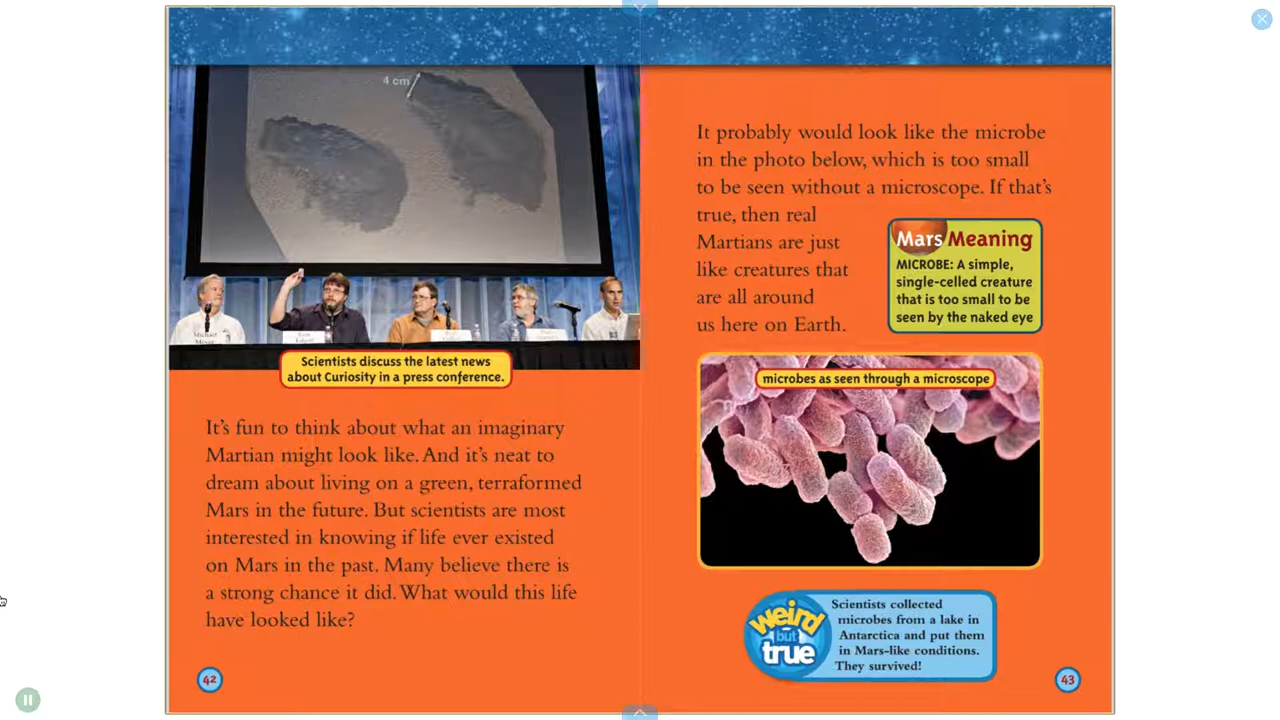 4 cm
Michael
Scientists discuss the latest news
about Curiosity in a press conference.
It's fun to think about what an imaginary
Martian might look like. And it's neat to
dream about living on a green, terraformed
Mars in the future. But scientists are most
interested in knowing if life ever existed
on Mars in the past. Many believe there is
a strong chance it did. What would this life
have looked like?
42
It probably would look like the microbe
in the photo below, which is too small
to be seen without a microscope. If that's
true, then real
Martians are just
like creatures that
are all around
us here on Earth.
Mars Meaning
MICROBE: A simple,
single-celled creature
that is too small to be
seen by the naked eye
microbes as seen through a microscope
weird
but
true
Scientists collected
microbes from a lake in
Antarctica and put them
in Mars-like conditions.
They survived!
43